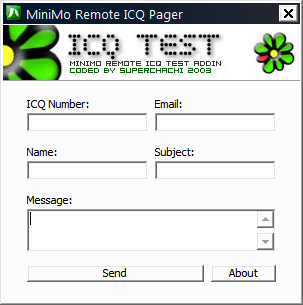 MiniMo Remote ICQ Pager
ICQ TEST
MINIMO REMOTE ICQ TEST ADDIN
CODED BY SUPERCHACHI 2003
ICQ Number: Email:
Name: Subject:
Message:
Send About